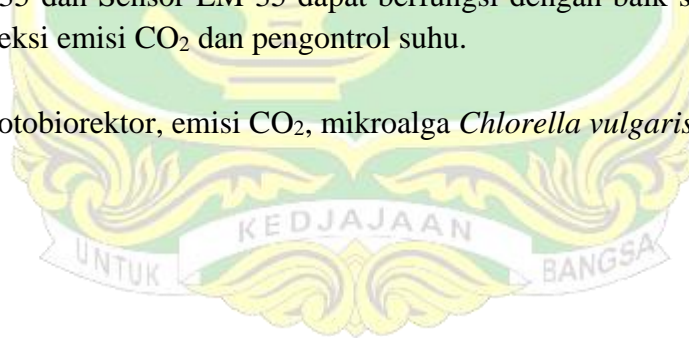 35 dan Sensor LM 35 dapat berfungsi dengan baik s
eksi emisi CO₂ dan pengontrol suhu.
otobiorektor, emisi CO₂, mikroalga Chlorella vulgaris
UNTUK KEDJAJAAN BANGSA